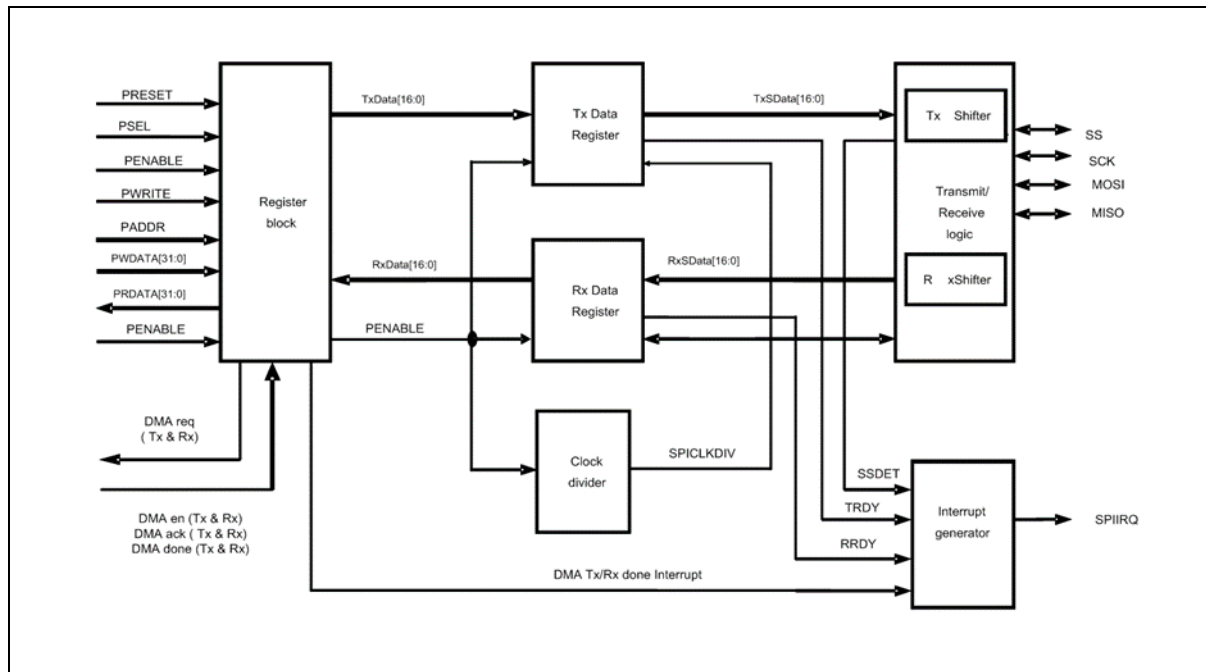 PRESET
PSEL
PENABLE
PWRITE
PADDR
PWDATA[31:0]
PRDATA[31:0]
PENABLE
Register
block
TxData[16:0]
RxData[16:0]
PENABLE
Tx Data
Register
Rx Data
Register
Clock
divider
TxSData[16:0]
RxSData[16:0]
SPICLKDIV
Tx Shifter
Transmit/
Receive
logic
R xShifter
SS
SCK
MOSI
MISO
DMA req
( Tx & Rx)
DMA en (Tx & Rx)
DMA ack ( Tx & Rx)
DMA done (Tx & Rx)
DMA Tx/Rx done Interrupt
SSDET
TRDY
RRDY
Interrupt
generator
SPIIRQ